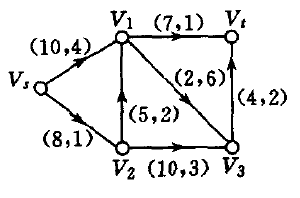 V1 (7,1) Vt
(10,4)
(2,6)
Vs (4,2)
(5,2)
(8,1)
V2 (10,3) V3